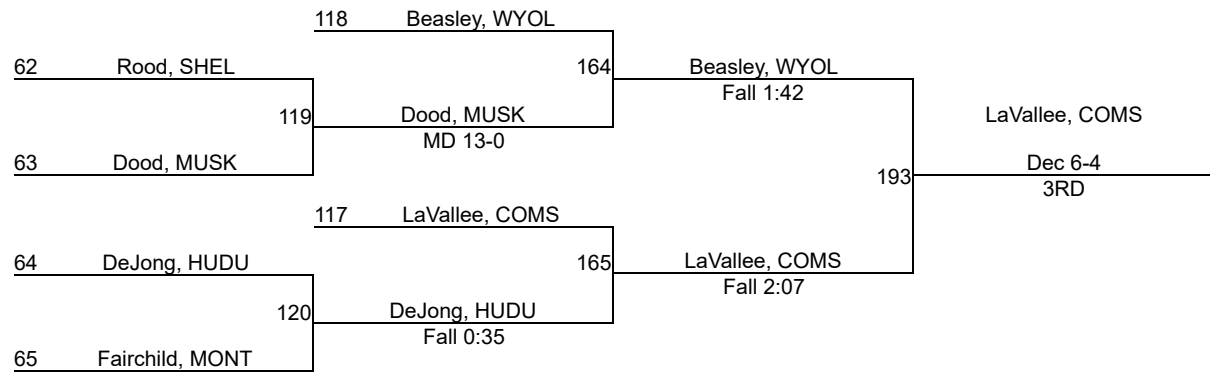 118 Beasley, WYOL
62 Rood, SHEL
164 Beasley, WYOL
Fall 1:42
119 Dood, MUSK
MD 13-0
LaVallee, COMS
63 Dood, MUSK
193 Dec 6-4
3RD
117 LaVallee, COMS
64 DeJong, HUDU
165 LaVallee, COMS
Fall 2:07
120 DeJong, HUDU
Fall 0:35
65 Fairchild, MONT